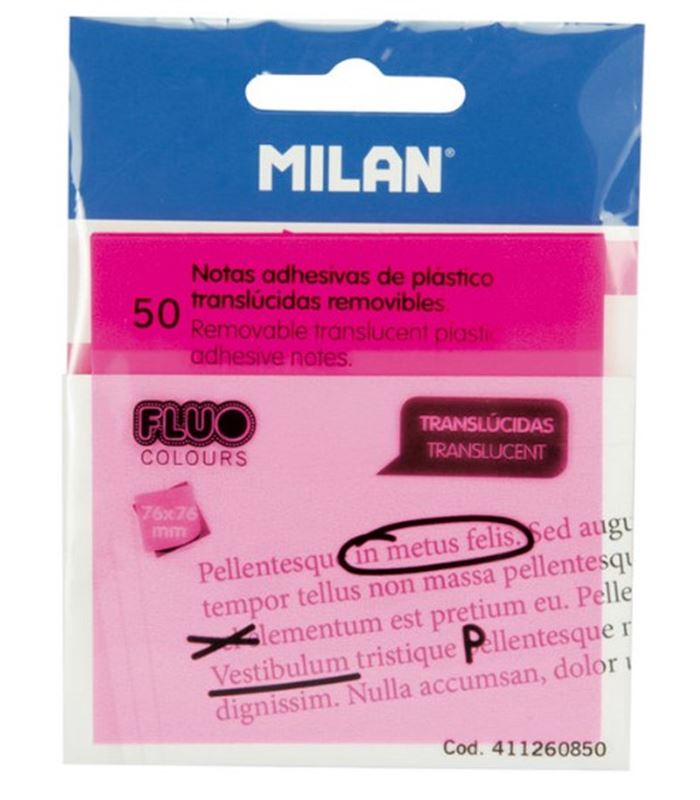 MILAN®
50
Notas adhesivas de plástico
translúcidas removibles.
Removable translucent plastic
adhesive notes.
FLUO
COLOURS
TRANSLÚCIDAS
TRANSLUCENT
76x76
mm
Pellentesqu in metus felis. Sed augu
tempor tellus non massa pellentesqu
elementum est pretium eu. Pelle
Vestibulum tristique Pellentesque r
dignissim. Nulla accumsan, dolor u
Cod. 411260850